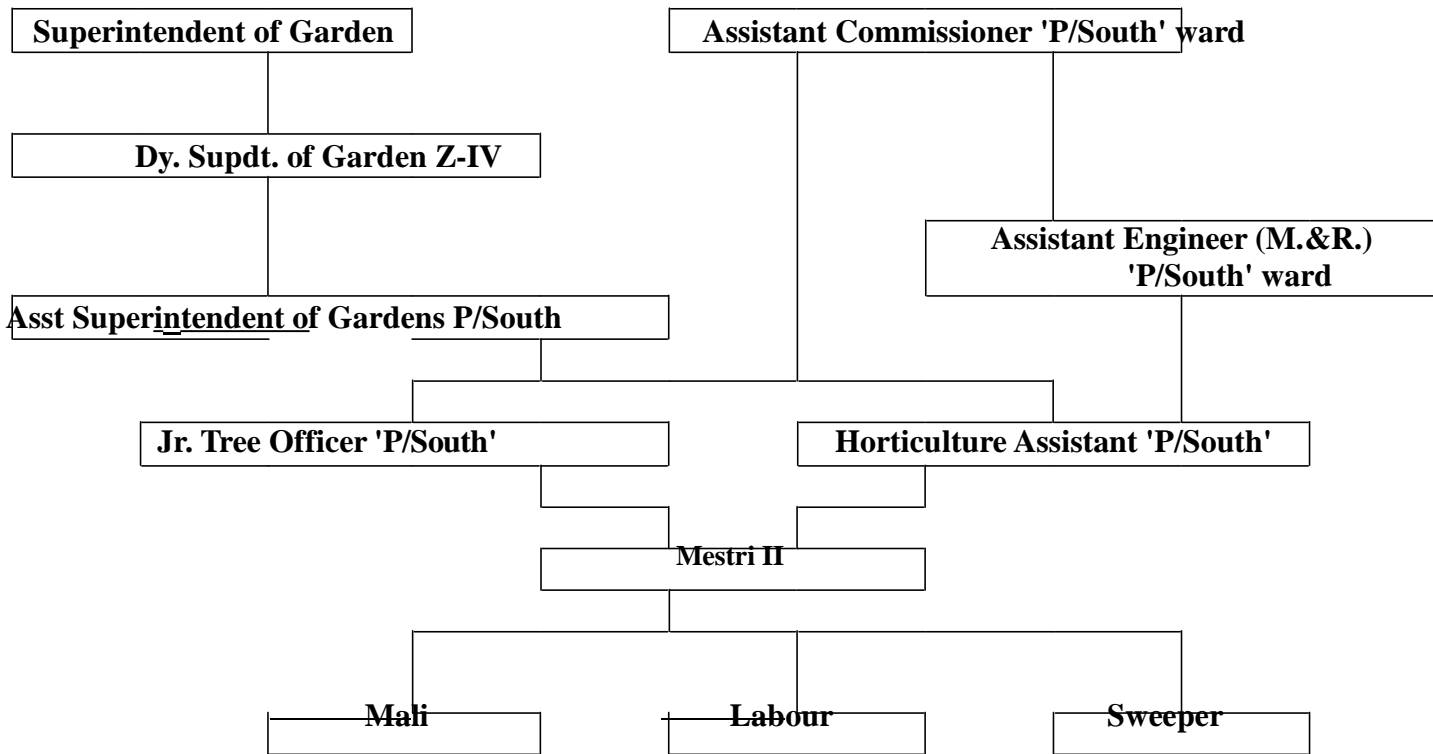 Superintendent of Garden
Assistant Commissioner 'P/South' ward
Dy. Supdt. of Garden Z-IV
Assistant Engineer (M.&R.)
'P/South' ward
Asst Superintendent of Gardens P/South
Jr. Tree Officer 'P/South'
Horticulture Assistant 'P/South'
Mestri II
Mali
Labour
Sweeper